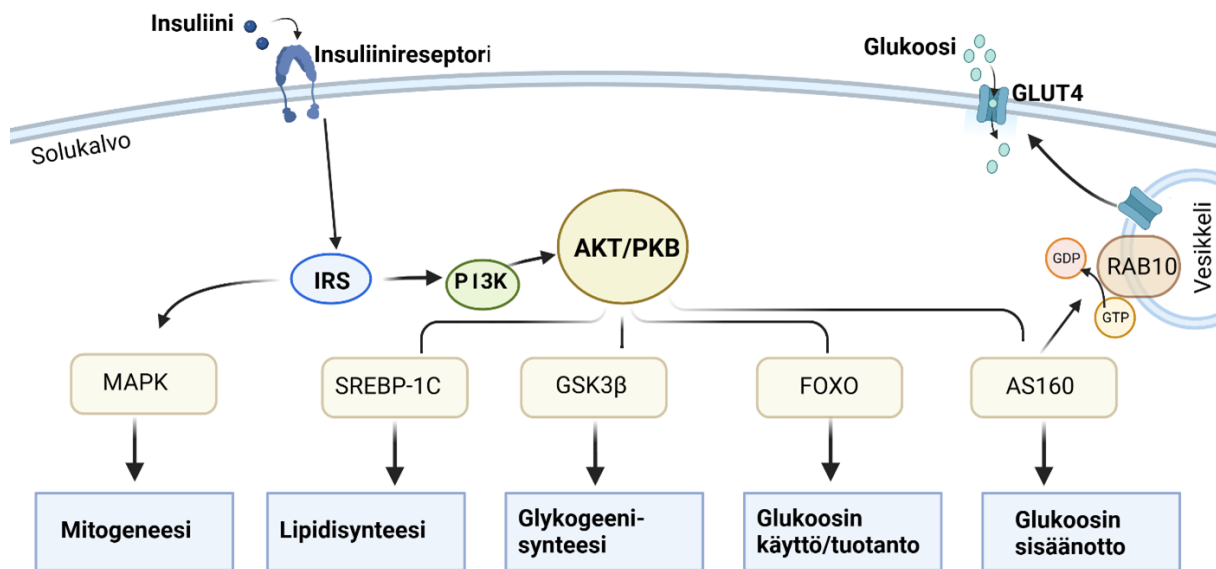 Insuliini
Insuliinireseptori
Glukoosi
GLUT4
Solukalvo
Vesikkeli
AKT/PKB
IRS
PI3K
GDP
RAB10
GTP
MAPK
SREBP-1C
GSK3β
FOXO
AS160
Mitogeneesi
Lipidisynteesi
Glykogeeni-
synteesi
Glukoosin
käyttö/tuotanto
Glukoosin
sisäänotto